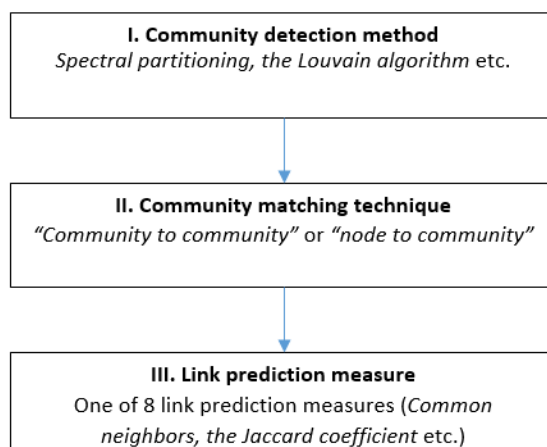 I. Community detection method
Spectral partitioning, the Louvain algorithm etc.
II. Community matching technique
“Community to community” or “node to community”
III. Link prediction measure
One of 8 link prediction measures (Common
neighbors, the Jaccard coefficient etc.)